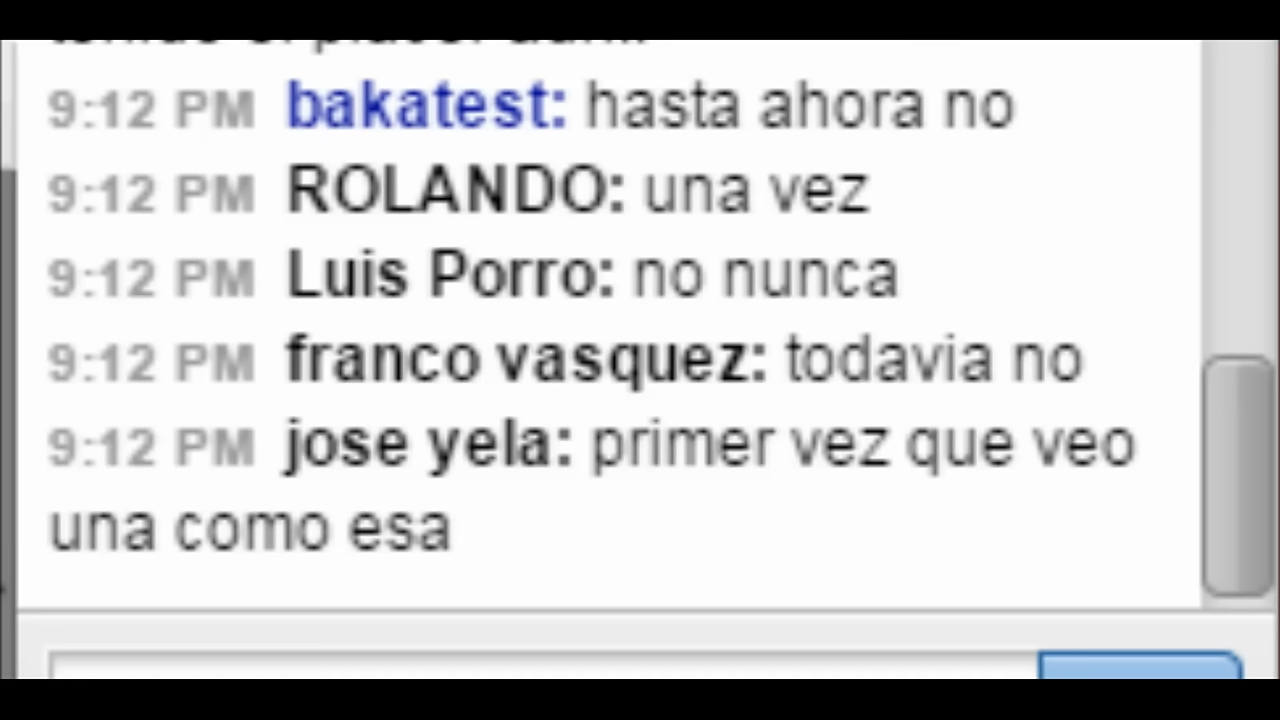 9:12 PM bakatest: hasta ahora no
9:12 PM ROLANDO: una vez
9:12 PM Luis Porro: no nunca
9:12 PM franco vasquez: todavia no
9:12 PM jose yela: primer vez que veo
una como esa